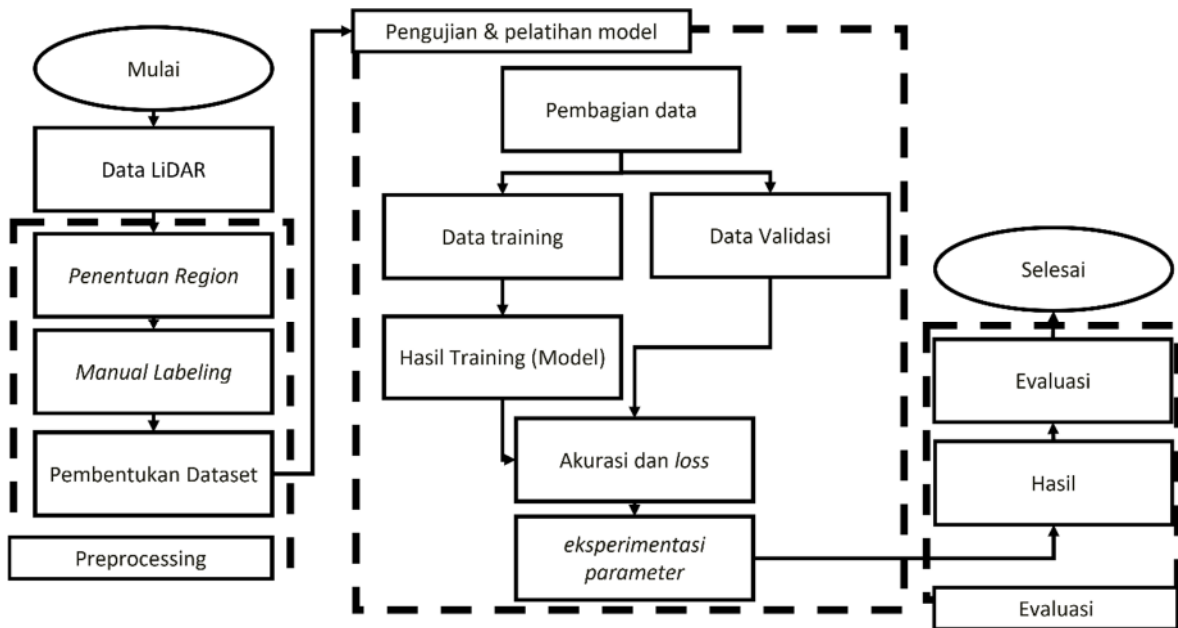 Mulai
Data LiDAR
Penentuan Region
Manual Labeling
Pembentukan Dataset
Preprocessing
Pengujian & pelatihan model
Pembagian data
Data training
Data Validasi
Hasil Training (Model)
Akurasi dan loss
eksperimentasi
parameter
Selesai
Evaluasi
Hasil
Evaluasi